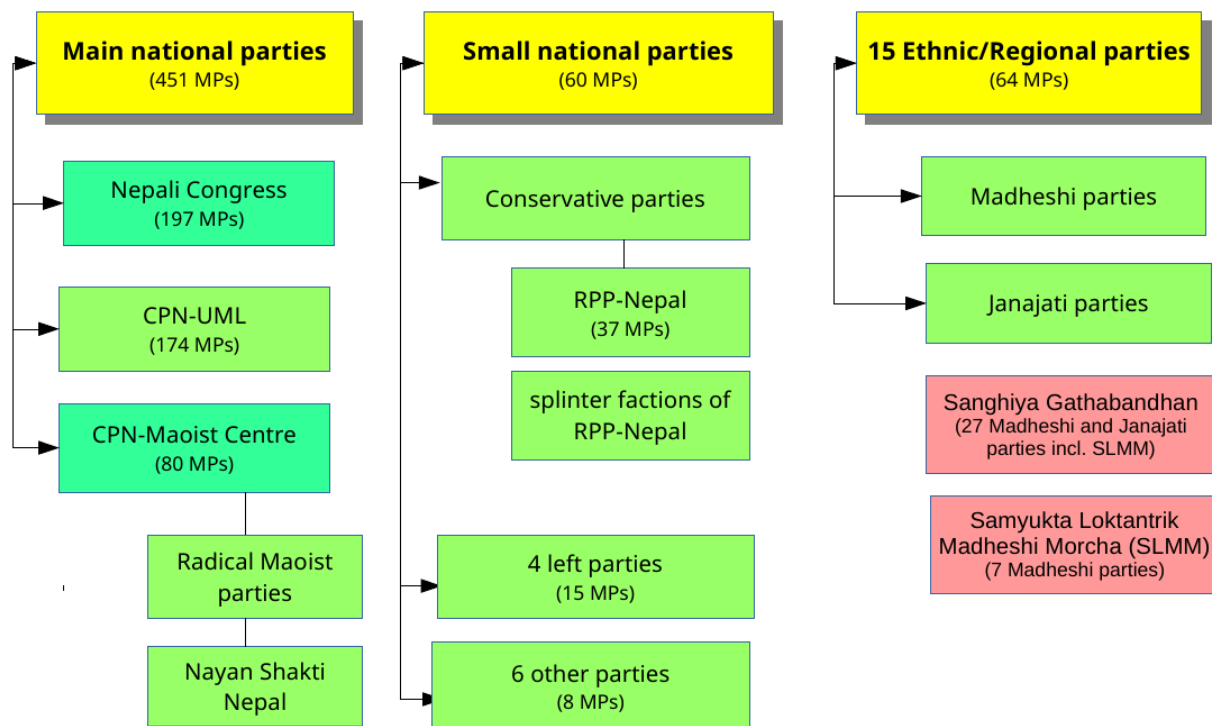 Main national parties
(451 MPs)
Nepali Congress
(197 MPs)
CPN-UML
(174 MPs)
CPN-Maoist Centre
(80 MPs)
Radical Maoist
parties
Nayan Shakti
Nepal
Small national parties
(60 MPs)
Conservative parties
RPP-Nepal
(37 MPs)
splinter factions of
RPP-Nepal
4 left parties
(15 MPs)
6 other parties
(8 MPs)
15 Ethnic/Regional parties
(64 MPs)
Madheshi parties
Janajati parties
Sanghiya Gathabandhan
(27 Madheshi and Janajati
parties incl. SLMM)
Samyukta Loktantrik
Madheshi Morcha (SLMM)
(7 Madheshi parties)